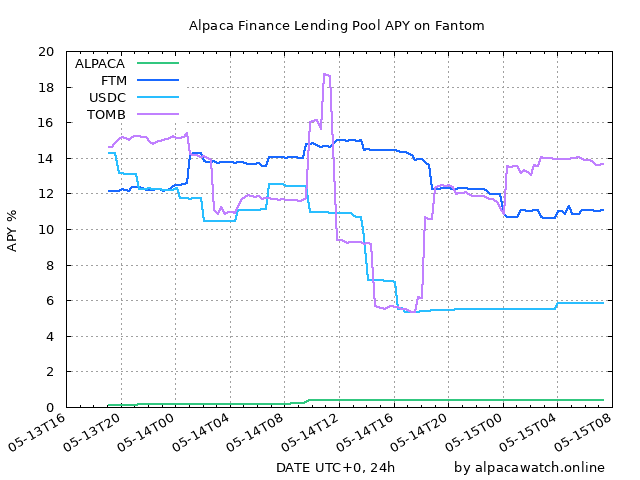 Alpaca Finance Lending Pool APY on Fantom
20
18
16
14
12
10
8
6
4
2
0
APY %
ALPACA
FTM
USDC
TOMB
05-13T16
05-13T20
05-14T00
05-14T04
05-14T08
05-14T12
05-14T16
05-14T20
05-15T00
05-15T04
05-15T08
DATE UTC+0, 24h
by alpacawatch.online